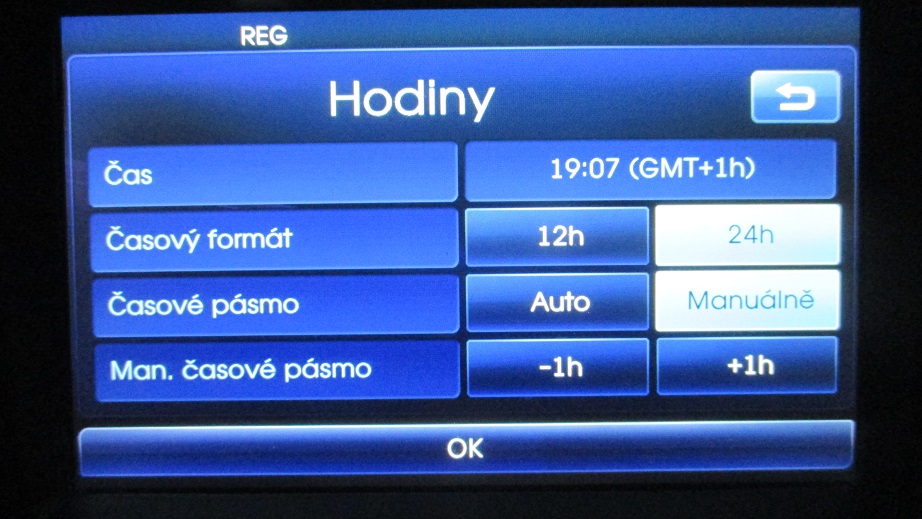 REG
Hodiny
Čas 19:07 (GMT+1h)
Časový formát 12h 24h
Časové pásmo Auto Manuálně
Man. časové pásmo -1h +1h
OK